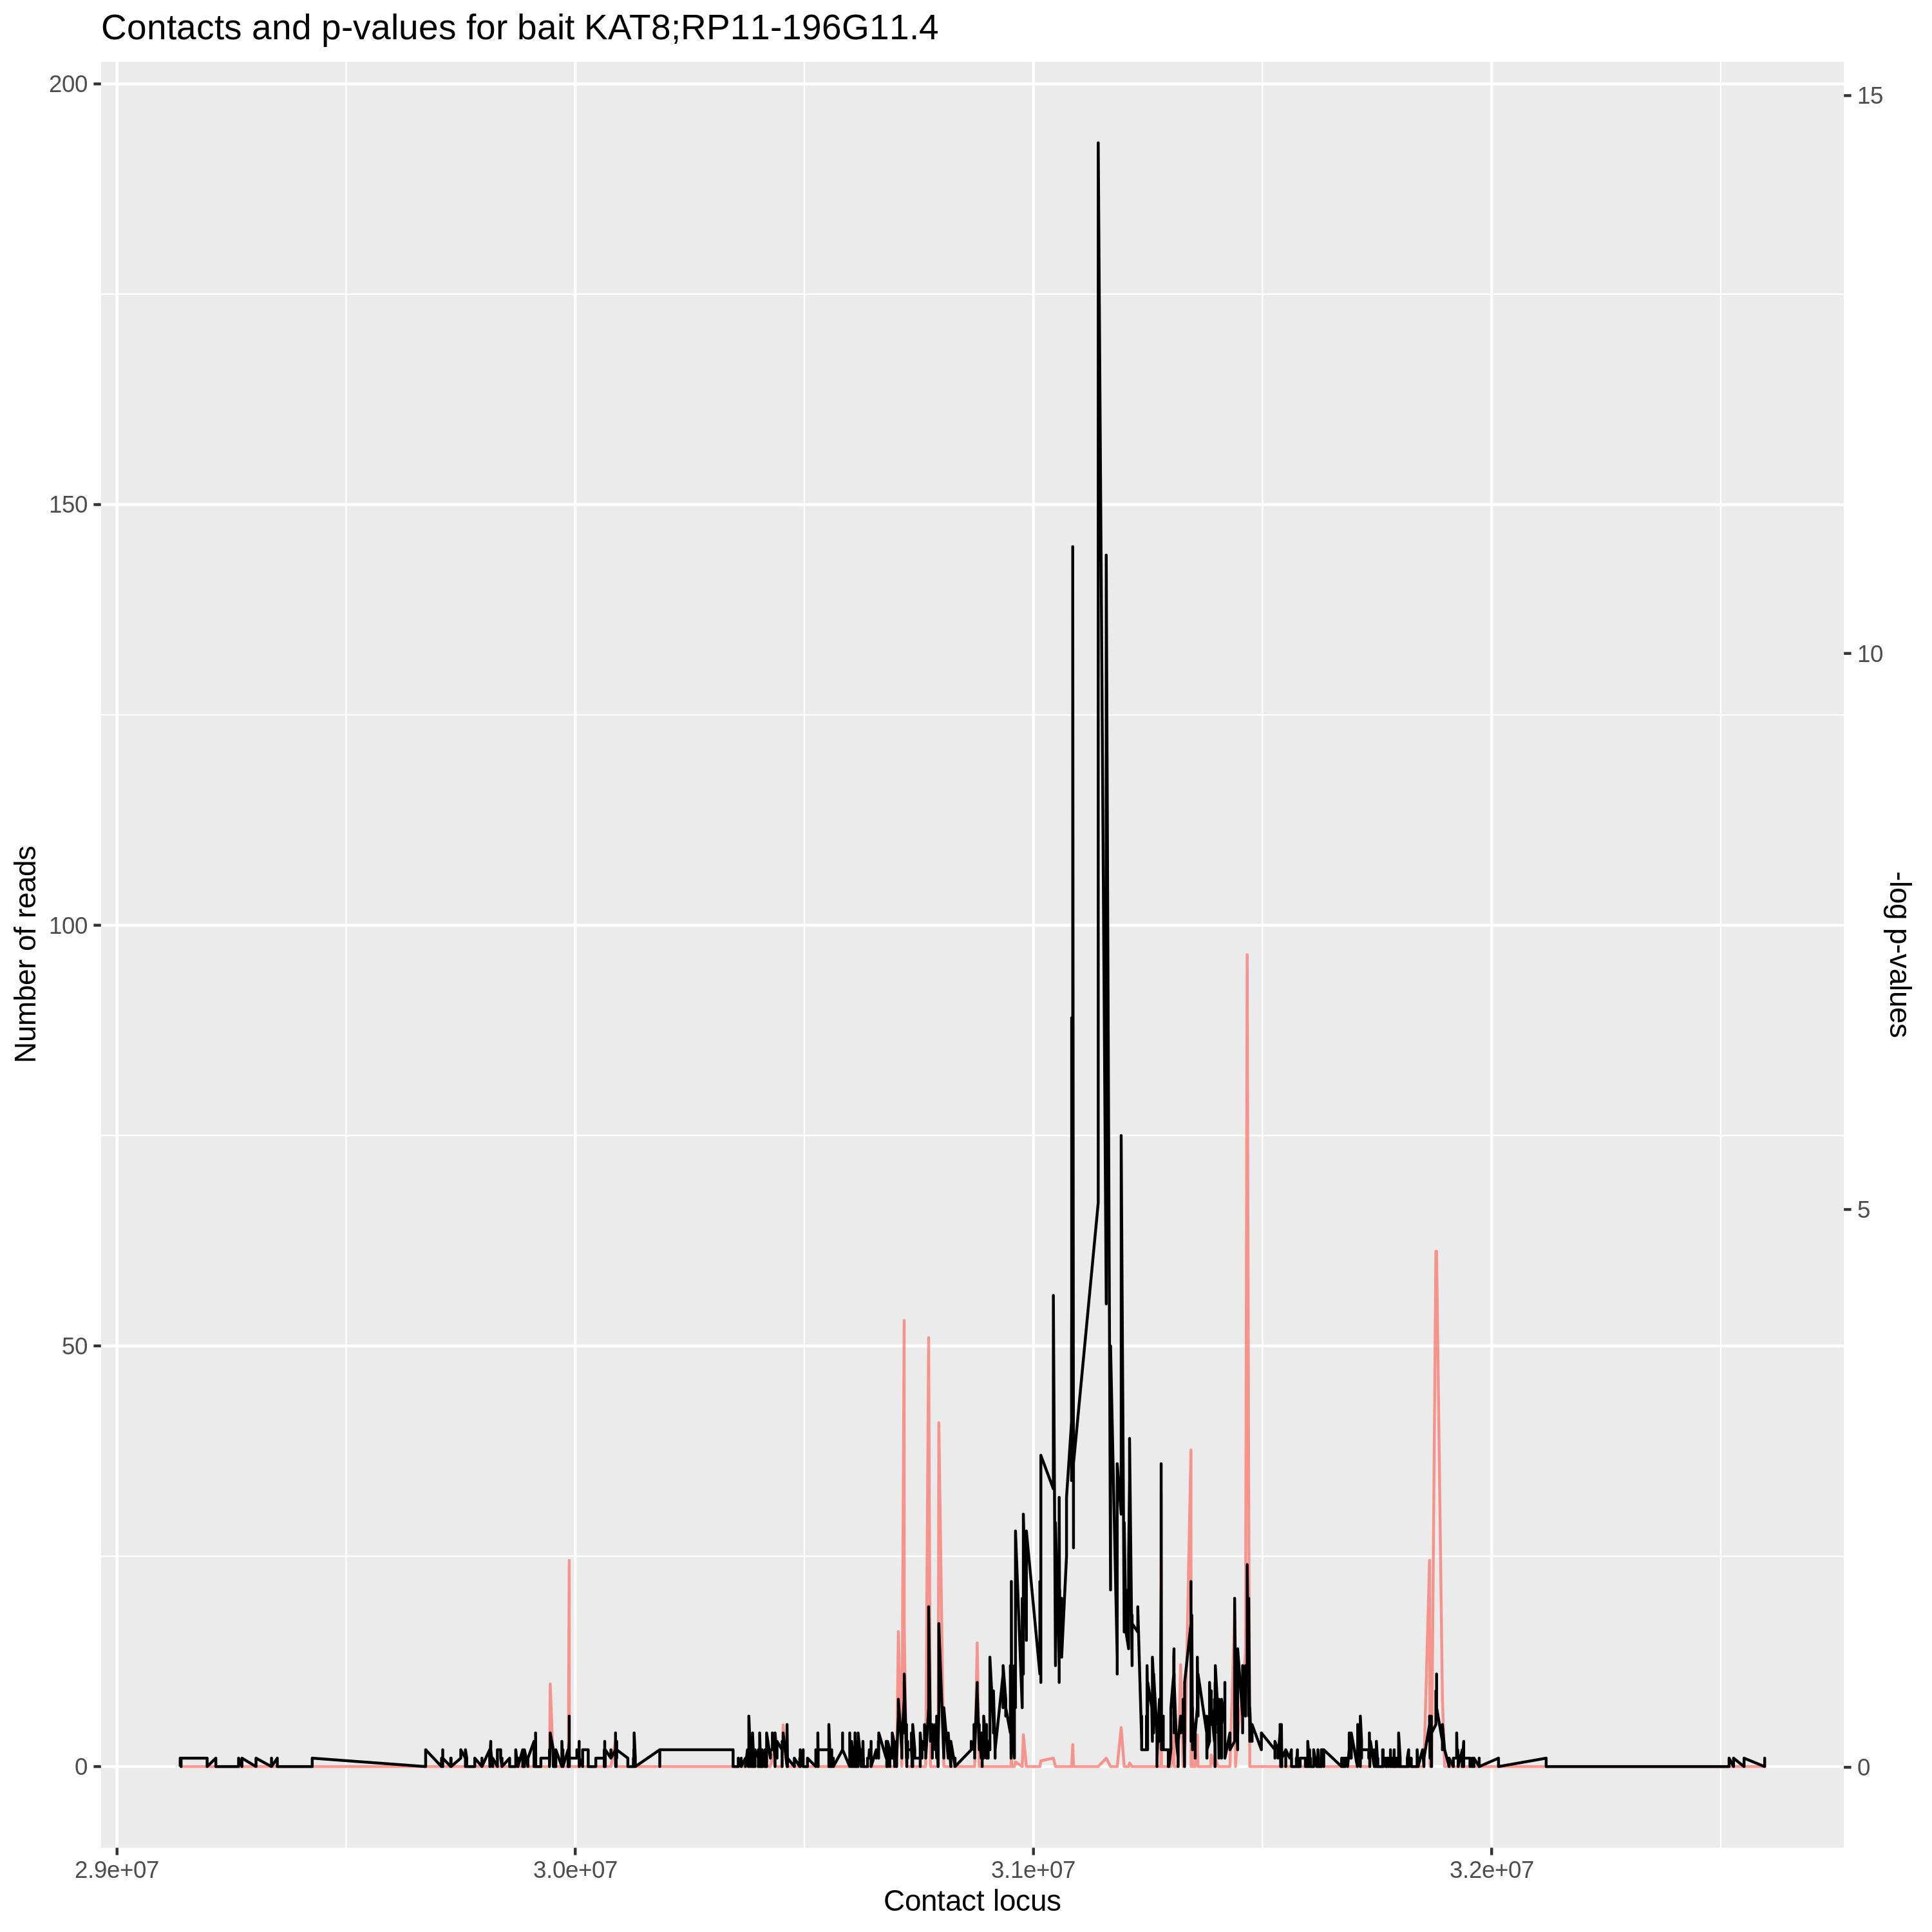 Contacts and p-values for bait KAT8;RP11-196G11.4
200
150
100
50
0
Number of reads
15
10
5
0
-log p-values
2.9e+07
3.0e+07
3.1e+07
3.2e+07
Contact locus